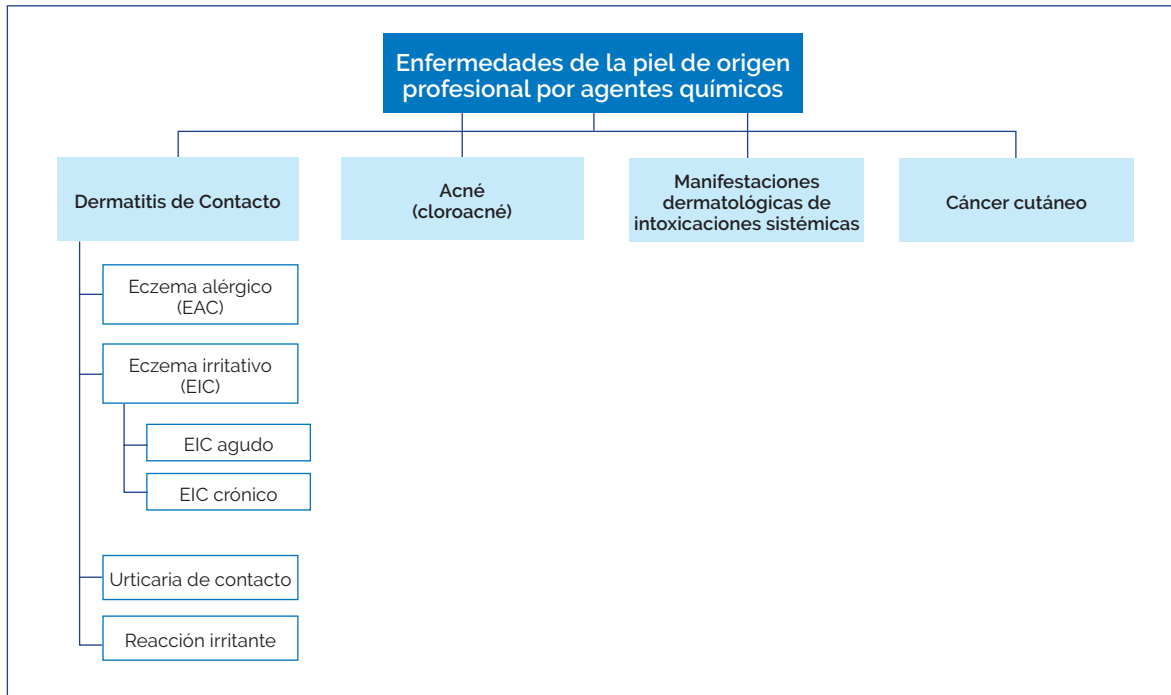 Enfermedades de la piel de origen
profesional por agentes químicos
Dermatitis de Contacto
Acné
(cloroacné)
Manifestaciones
dermatológicas de
intoxicaciones sistémicas
Cáncer cutáneo
Eczema alérgico
(EAC)
Eczema irritativo
(EIC)
EIC agudo
EIC crónico
Urticaria de contacto
Reacción irritante